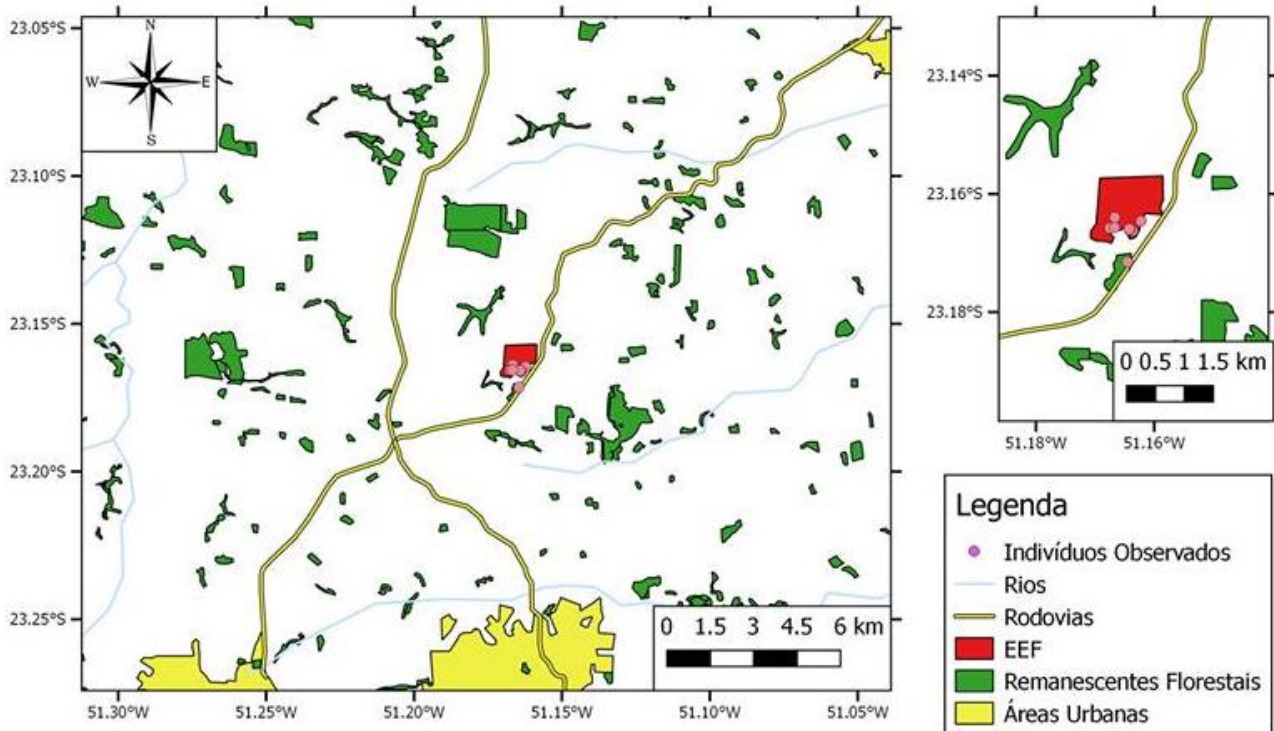 23.05°S
23.10°S
23.15°S
23.20°S
23.25°S
N
W E
S
0 1.5 3 4.5 6 km
51.30°W 51.25°W 51.20°W 51.15°W 51.10°W 51.05°W
23.14°S
23.16°S
23.18°S
0 0.5 1 1.5 km
51.18°W 51.16°W
Legenda
Indivíduos Observados
Rios
Rodovias
EEF
Remanescentes Florestais
Áreas Urbanas